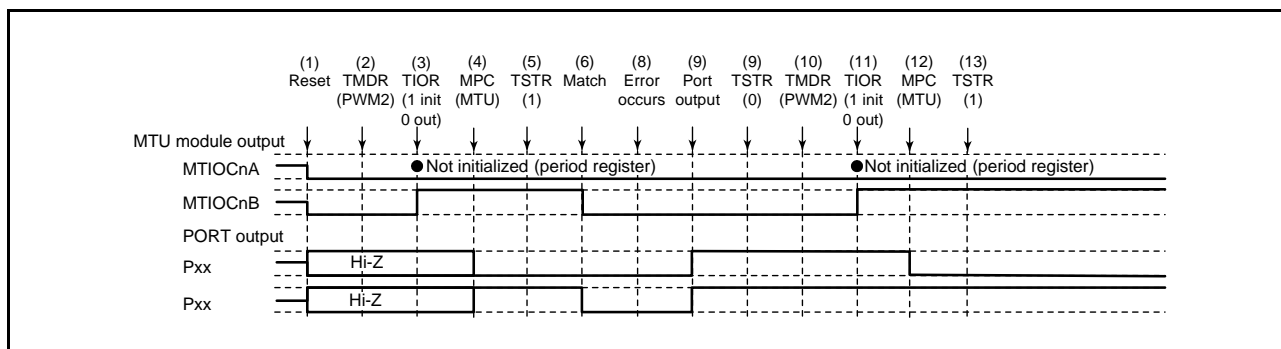 (1) (2) (3) (4) (5) (6) (8) (9) (9) (10) (11) (12) (13)
Reset TMDR TIOR MPC TSTR Match Error Port TSTR TMDR TIOR MPC TSTR
(PWM2) (1 init (MTU) (1) occurs output (0) (PWM2) (1 init (MTU) (1)
0 out) 0 out)
MTU module output
MTIOCnA Not initialized (period register) Not initialized (period register)
MTIOCnB
PORT output
Pxx Hi-Z
Pxx Hi-Z